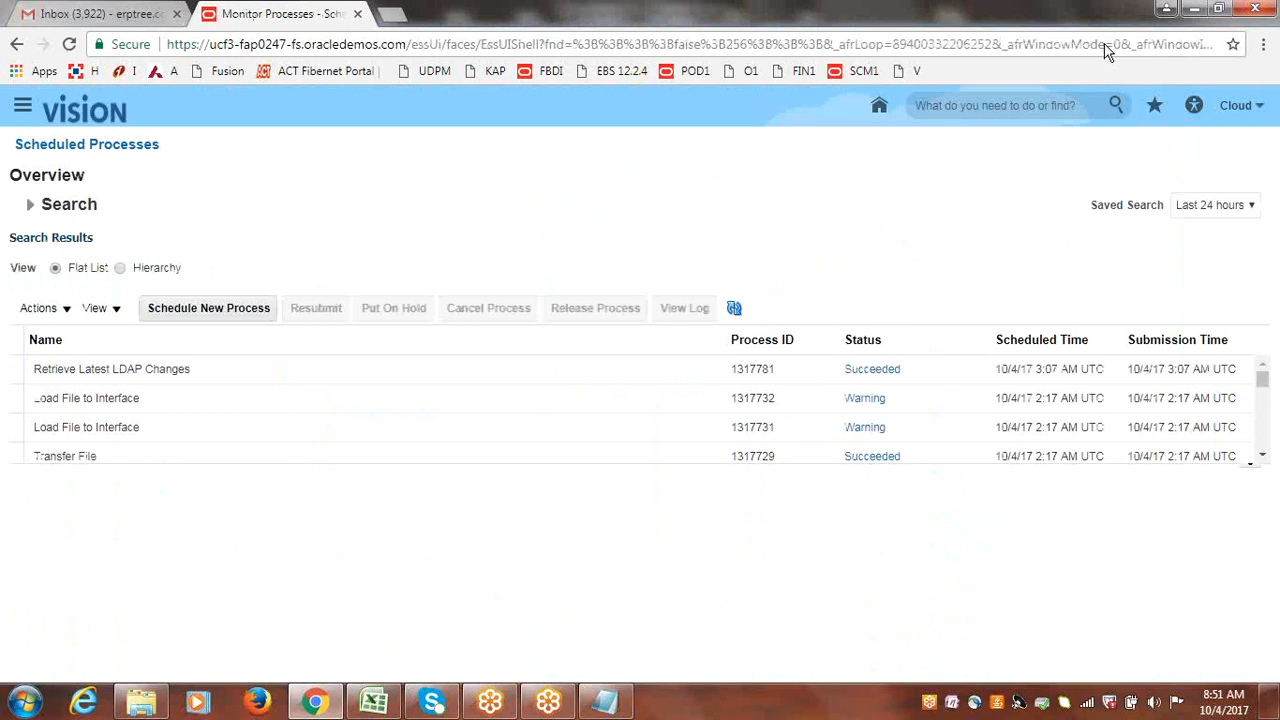 Inbox (3,922) - erptree.co
Monitor Processes - Sche
Secure
https://ucf3-fap0247-fs.oracledemos.com/essUi/faces/EssUiShell?fnd=%3B%3B%3B%3Bfalse%3B256%3B%3B%3B&_afrLoop=89400332206252&_afrWindowMode=0&_afrWindowI...
Apps H I A Fusion ACT Fibernet Portal UDPM KAP FBDI EBS 12.2.4 POD1 O1 FIN1 SCM1 V
VISION
What do you need to do or find?
Cloud
Scheduled Processes
Overview
Search
Saved Search Last 24 hours
Search Results
View Flat List Hierarchy
Actions View Schedule New Process Resubmit Put On Hold Cancel Process Release Process View Log
Name Process ID Status Scheduled Time Submission Time
Retrieve Latest LDAP Changes 1317781 Succeeded 10/4/17 3:07 AM UTC 10/4/17 3:07 AM UTC
Load File to Interface 1317732 Warning 10/4/17 2:17 AM UTC 10/4/17 2:17 AM UTC
Load File to Interface 1317731 Warning 10/4/17 2:17 AM UTC 10/4/17 2:17 AM UTC
Transfer File 1317729 Succeeded 10/4/17 2:17 AM UTC 10/4/17 2:17 AM UTC
8:51 AM
10/4/2017